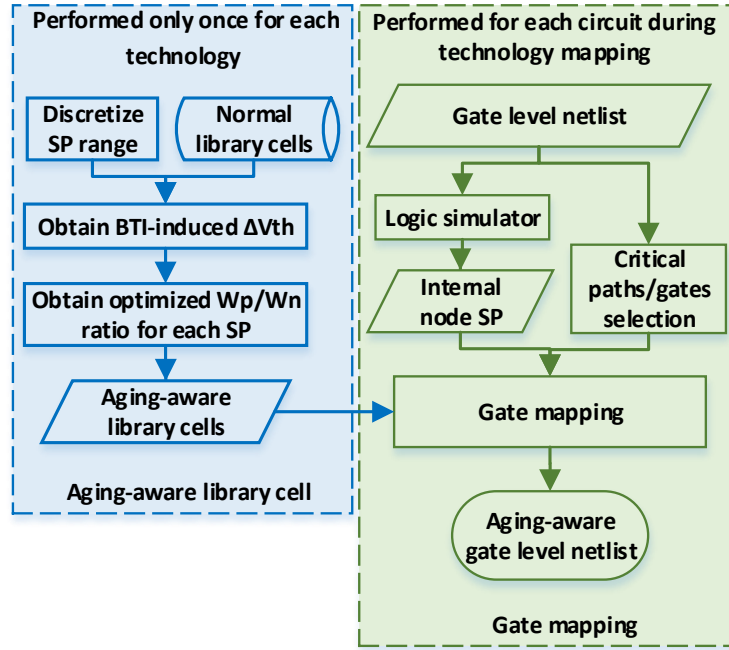 Performed only once for each
technology
Discretize
SP range
Normal
library cells
Obtain BTI-induced ΔVth
Obtain optimized Wp/Wn
ratio for each SP
Aging-aware
library cells
Aging-aware library cell
Performed for each circuit during
technology mapping
Gate level netlist
Logic simulator
Internal
node SP
Critical
paths/gates
selection
Gate mapping
Aging-aware
gate level netlist
Gate mapping